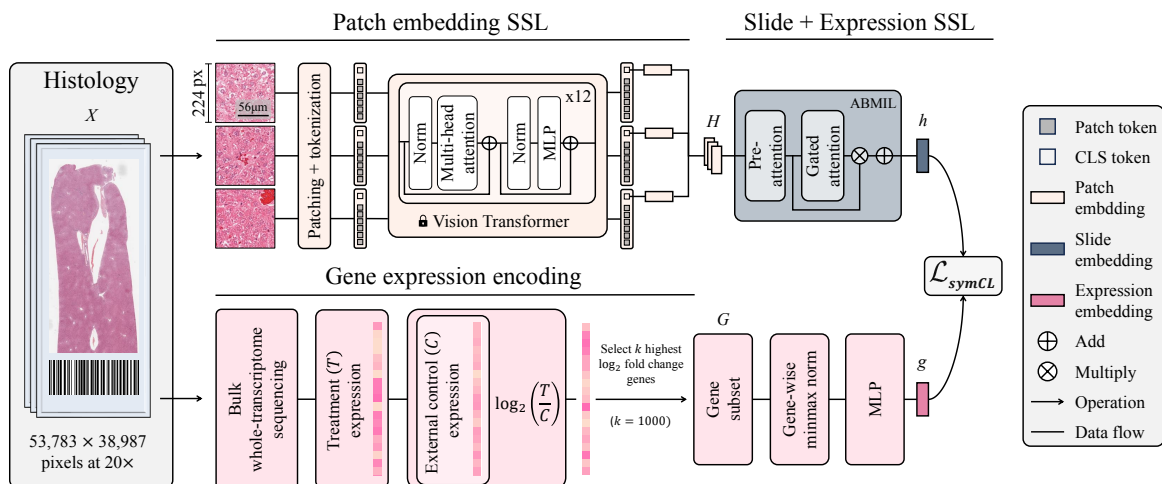 Patch embedding SSL
Slide + Expression SSL
Histology
X
53,783 × 38,987
pixels at 20×
224 px
56μm
Patching + tokenization
Norm
Multi-head
attention
Norm
MLP
x12
Vision Transformer
H
ABMIL
Pre-
attention
Gated
attention
h
Gene expression encoding
Bulk
whole-transcriptome
sequencing
Treatment (T)
expression
External control (C)
expression
log₂ (T/C)
Select k highest
log₂ fold change
genes
(k = 1000)
G
Gene
subset
Gene-wise
minmax norm
MLP
g
ℒsymCL
Patch token
CLS token
Patch
embdding
Slide
embedding
Expression
embedding
Add
Multiply
Operation
Data flow